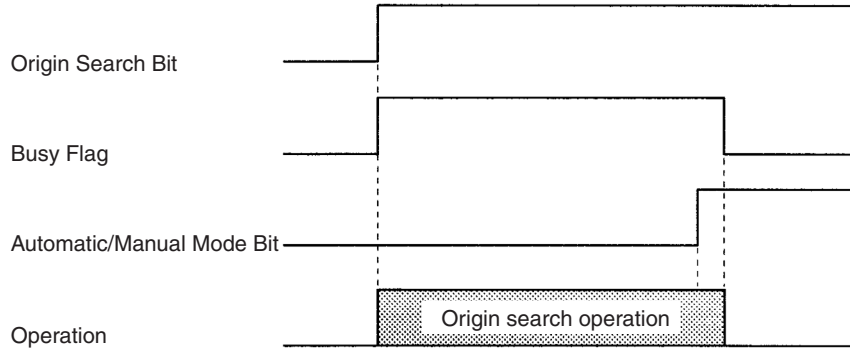 Origin Search Bit
Busy Flag
Automatic/Manual Mode Bit
Origin search operation
Operation